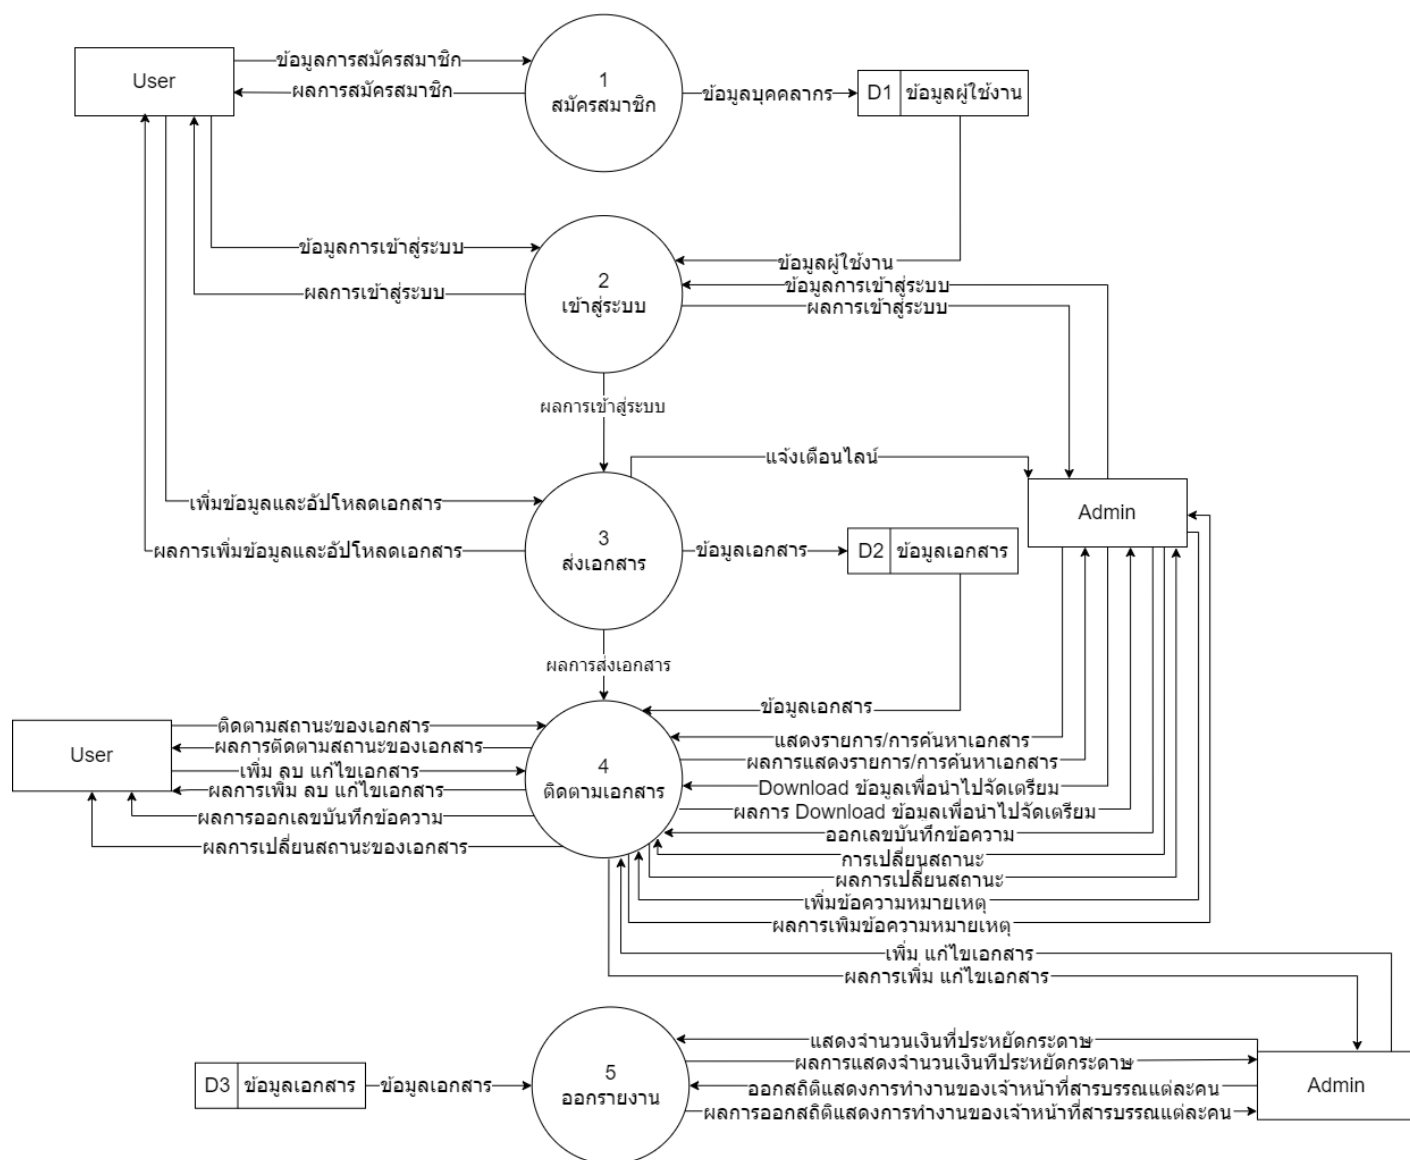 User
ข้อมูลการสมัครสมาชิก
ผลการสมัครสมาชิก
1
สมัครสมาชิก
ข้อมูลบุคคลากร
D1 ข้อมูลผู้ใช้งาน
ข้อมูลการเข้าสู่ระบบ
ผลการเข้าสู่ระบบ
2
เข้าสู่ระบบ
ข้อมูลผู้ใช้งาน
ข้อมูลการเข้าสู่ระบบ
ผลการเข้าสู่ระบบ
ผลการเข้าสู่ระบบ
แจ้งเตือนไลน์
เพิ่มข้อมูลและอัปโหลดเอกสาร
ผลการเพิ่มข้อมูลและอัปโหลดเอกสาร
3
ส่งเอกสาร
ข้อมูลเอกสาร
D2 ข้อมูลเอกสาร
Admin
ผลการส่งเอกสาร
ข้อมูลเอกสาร
User
ติดตามสถานะของเอกสาร
ผลการติดตามสถานะของเอกสาร
เพิ่ม ลบ แก้ไขเอกสาร
ผลการเพิ่ม ลบ แก้ไขเอกสาร
ผลการออกเลขบันทึกข้อความ
ผลการเปลี่ยนสถานะของเอกสาร
4
ติดตามเอกสาร
แสดงรายการ/การค้นหาเอกสาร
ผลการแสดงรายการ/การค้นหาเอกสาร
Download ข้อมูลเพื่อนำไปจัดเตรียม
ผลการ Download ข้อมูลเพื่อนำไปจัดเตรียม
ออกเลขบันทึกข้อความ
การเปลี่ยนสถานะ
ผลการเปลี่ยนสถานะ
เพิ่มข้อความหมายเหตุ
ผลการเพิ่มข้อความหมายเหตุ
เพิ่ม แก้ไขเอกสาร
ผลการเพิ่ม แก้ไขเอกสาร
D3 ข้อมูลเอกสาร
ข้อมูลเอกสาร
5
ออกรายงาน
แสดงจำนวนเงินที่ประหยัดกระดาษ
ผลการแสดงจำนวนเงินที่ประหยัดกระดาษ
ออกสถิติแสดงการทำงานของเจ้าหน้าที่สารบรรณแต่ละคน
ผลการออกสถิติแสดงการทำงานของเจ้าหน้าที่สารบรรณแต่ละคน
Admin